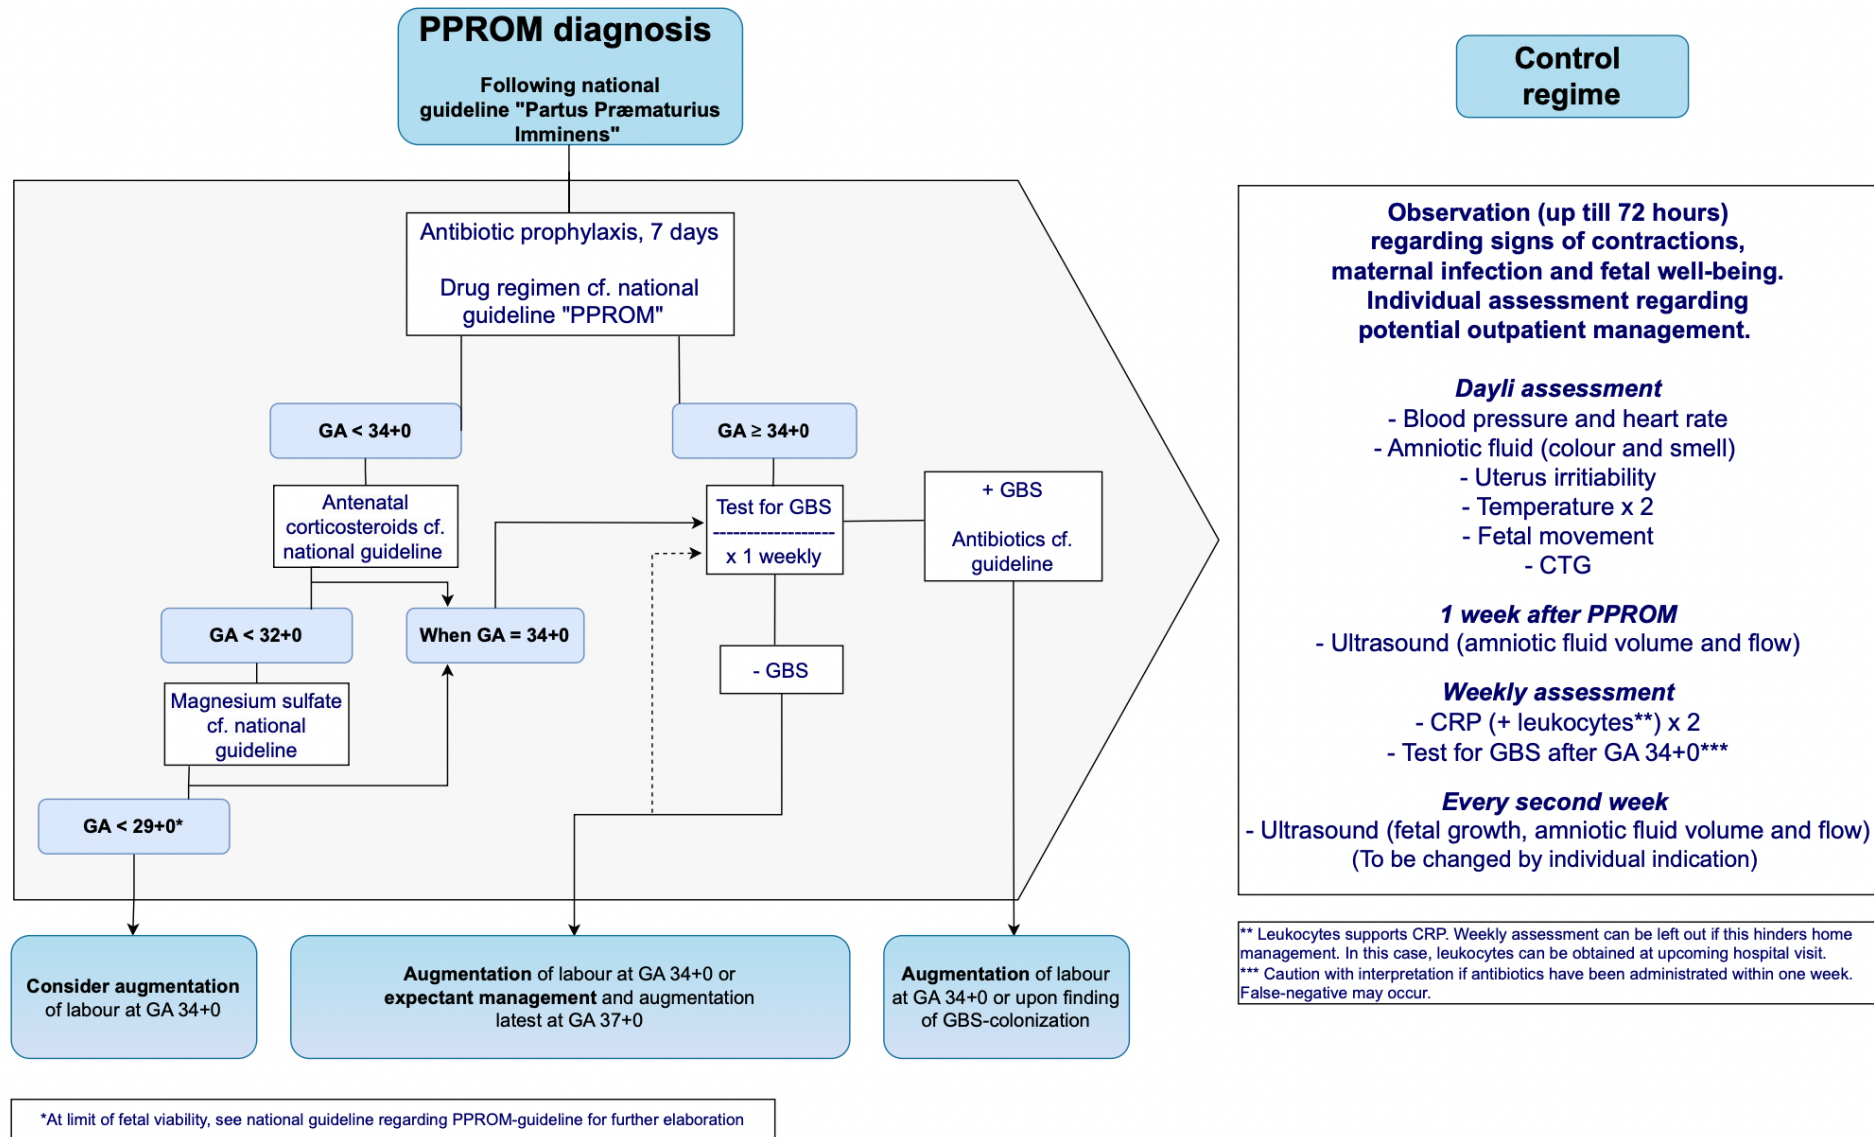 PPROM diagnosis
Following national
guideline "Partus Præmaturius
Imminens"
Antibiotic prophylaxis, 7 days
Drug regimen cf. national
guideline "PPROM"
GA < 34+0
GA ≥ 34+0
Antenatal
corticosteroids cf.
national guideline
Test for GBS
------------------
x 1 weekly
+ GBS
Antibiotics cf.
guideline
GA < 32+0
When GA = 34+0
- GBS
Magnesium sulfate
cf. national
guideline
GA < 29+0*
Consider augmentation
of labour at GA 34+0
Augmentation of labour at GA 34+0 or
expectant management and augmentation
latest at GA 37+0
Augmentation of labour
at GA 34+0 or upon finding
of GBS-colonization
*At limit of fetal viability, see national guideline regarding PPROM-guideline for further elaboration
Control
regime
Observation (up till 72 hours)
regarding signs of contractions,
maternal infection and fetal well-being.
Individual assessment regarding
potential outpatient management.
Dayli assessment
- Blood pressure and heart rate
- Amniotic fluid (colour and smell)
- Uterus irritiability
- Temperature x 2
- Fetal movement
- CTG
1 week after PPROM
- Ultrasound (amniotic fluid volume and flow)
Weekly assessment
- CRP (+ leukocytes**) x 2
- Test for GBS after GA 34+0***
Every second week
- Ultrasound (fetal growth, amniotic fluid volume and flow)
(To be changed by individual indication)
** Leukocytes supports CRP. Weekly assessment can be left out if this hinders home
management. In this case, leukocytes can be obtained at upcoming hospital visit.
*** Caution with interpretation if antibiotics have been administrated within one week.
False-negative may occur.